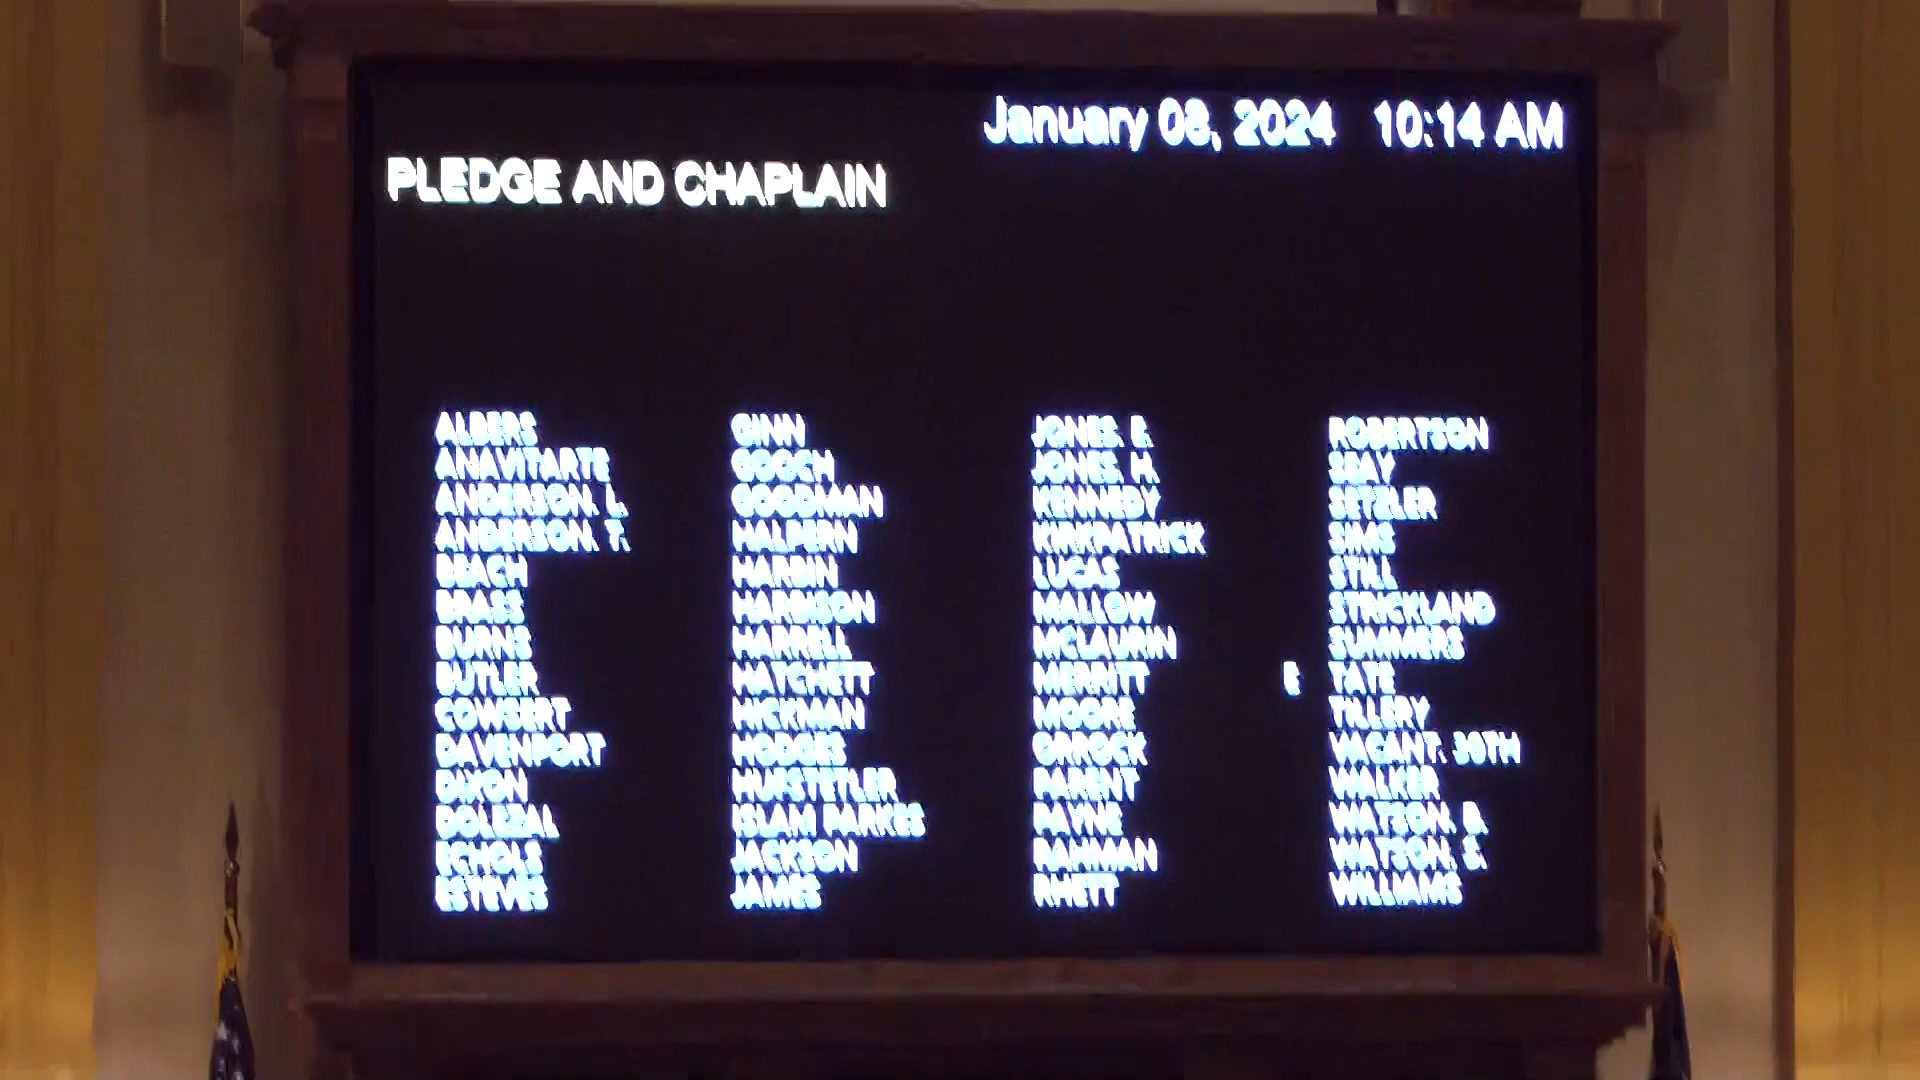 January 08, 2024 10:14 AM
PLEDGE AND CHAPLAIN
ALBERS
ANAVITARTE
ANDERSON, L.
ANDERSON, T.
BEACH
BRASS
BURNS
BUTLER
COWSERT
DAVENPORT
DIXON
DOLEZAL
ECHOLS
ESTEVES
GINN
GOOCH
GOODMAN
HALPERN
HARBIN
HARBISON
HARRELL
HATCHETT
HICKMAN
HODGES
HUFSTETLER
ISLAM PARKES
JACKSON
JAMES
JONES, E.
JONES, H.
KENNEDY
KIRKPATRICK
LUCAS
MALLOW
MCLAURIN
MERRITT
MOORE
ORROCK
PARENT
PAYNE
RAHMAN
RHETT
ROBERTSON
SEAY
SETZLER
SIMS
STILL
STRICKLAND
SUMMERS
E TATE
TILLERY
VACANT, 30TH
WALKER
WATSON, B.
WATSON, S.
WILLIAMS